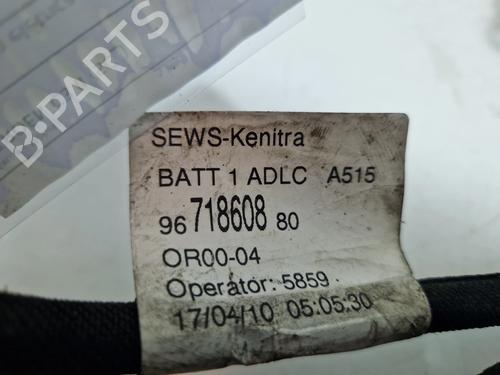 B-PARTS
SEWS-Kenitra
BATT 1 ADLC A515
96 718608 80
OR00-04
Operator: 5859
17/04/10 05:05:30